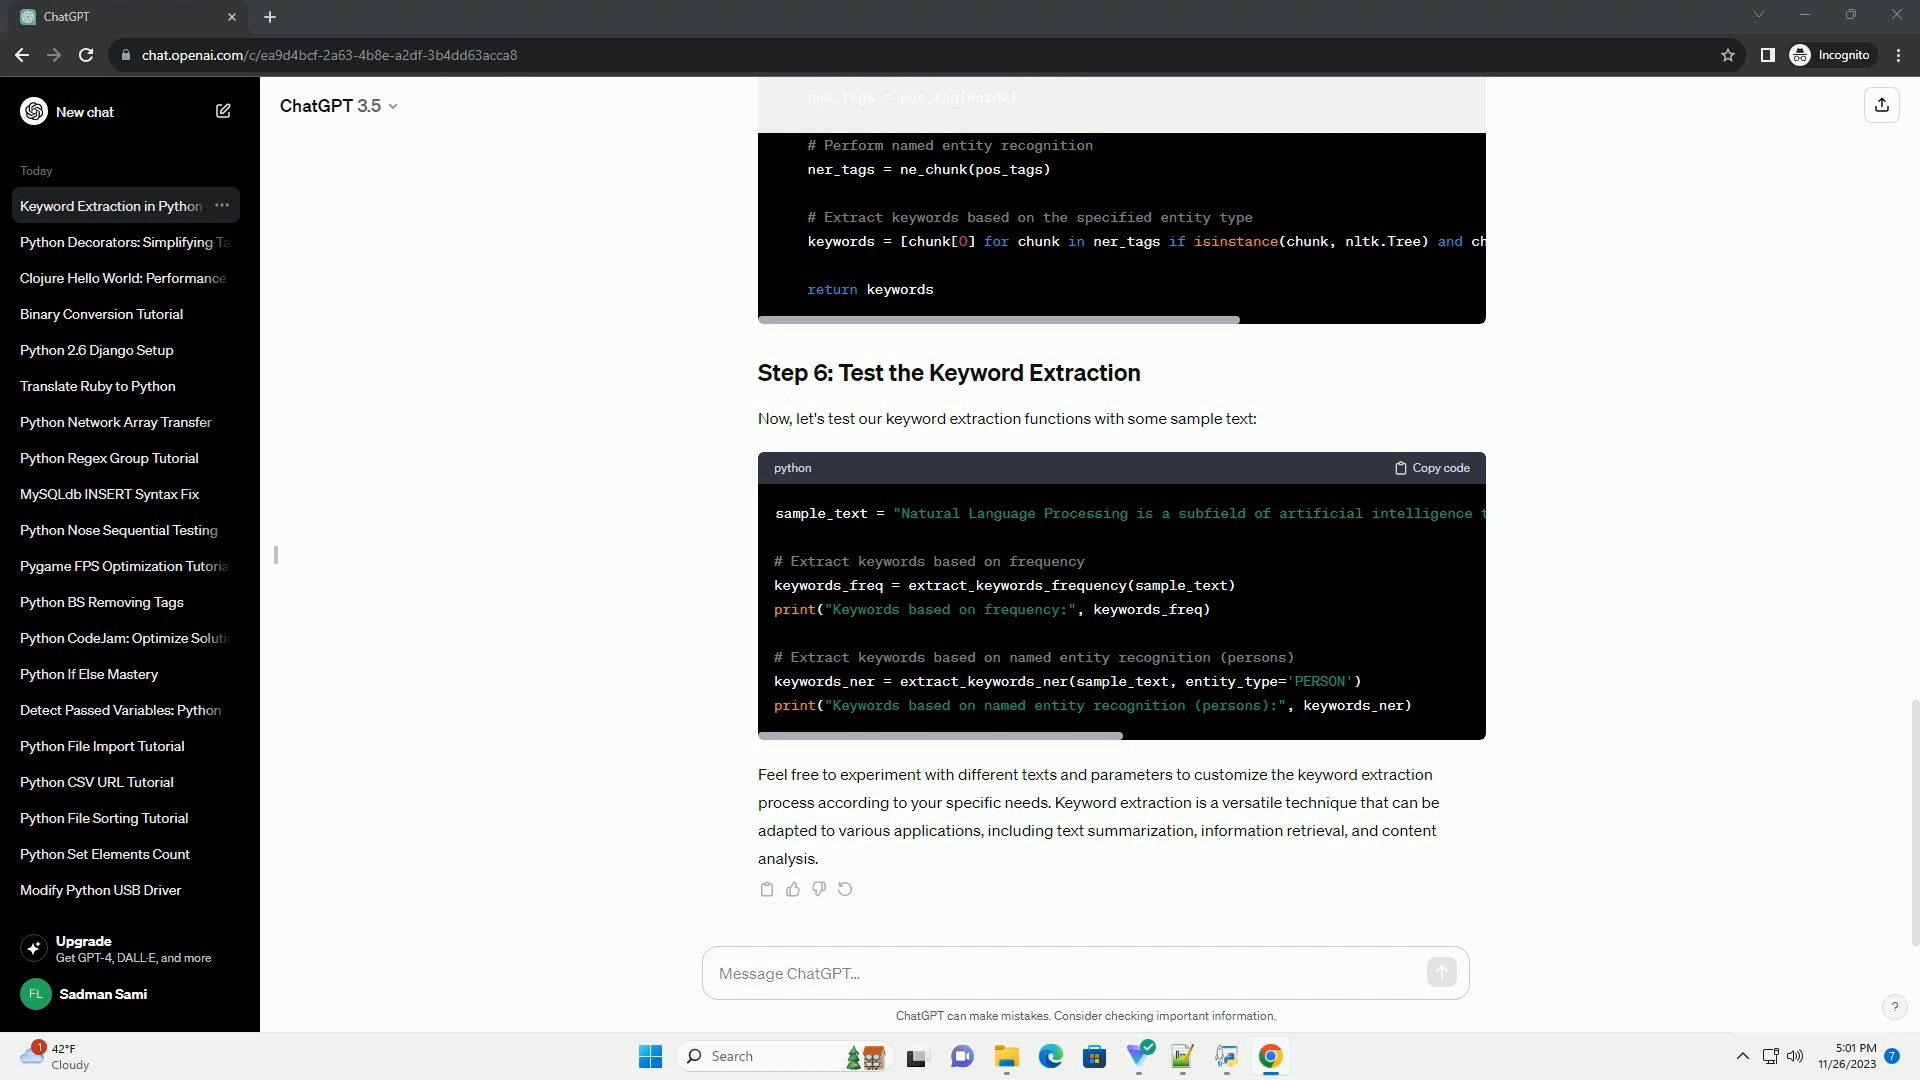 ChatGPT
chat.openai.com/c/ea9d4bcf-2a63-4b8e-a2df-3b4dd63acca8
Incognito
New chat
Today
Keyword Extraction in Python
Python Decorators: Simplifying Ta
Clojure Hello World: Performance
Binary Conversion Tutorial
Python 2.6 Django Setup
Translate Ruby to Python
Python Network Array Transfer
Python Regex Group Tutorial
MySQLdb INSERT Syntax Fix
Python Nose Sequential Testing
Pygame FPS Optimization Tutoria
Python BS Removing Tags
Python CodeJam: Optimize Soluti
Python If Else Mastery
Detect Passed Variables: Python
Python File Import Tutorial
Python CSV URL Tutorial
Python File Sorting Tutorial
Python Set Elements Count
Modify Python USB Driver
Upgrade
Get GPT-4, DALL·E, and more
FL
Sadman Sami
ChatGPT 3.5
pos_tags = pos_tag(words)
# Perform named entity recognition
ner_tags = ne_chunk(pos_tags)
# Extract keywords based on the specified entity type
keywords = [chunk[0] for chunk in ner_tags if isinstance(chunk, nltk.Tree) and ch
return keywords
Step 6: Test the Keyword Extraction
Now, let's test our keyword extraction functions with some sample text:
python
Copy code
sample_text = "Natural Language Processing is a subfield of artificial intelligence t
# Extract keywords based on frequency
keywords_freq = extract_keywords_frequency(sample_text)
print("Keywords based on frequency:", keywords_freq)
# Extract keywords based on named entity recognition (persons)
keywords_ner = extract_keywords_ner(sample_text, entity_type='PERSON')
print("Keywords based on named entity recognition (persons):", keywords_ner)
Feel free to experiment with different texts and parameters to customize the keyword extraction
process according to your specific needs. Keyword extraction is a versatile technique that can be
adapted to various applications, including text summarization, information retrieval, and content
analysis.
Message ChatGPT...
ChatGPT can make mistakes. Consider checking important information.
?
1
42°F
Cloudy
Search
5:01 PM
11/26/2023
7